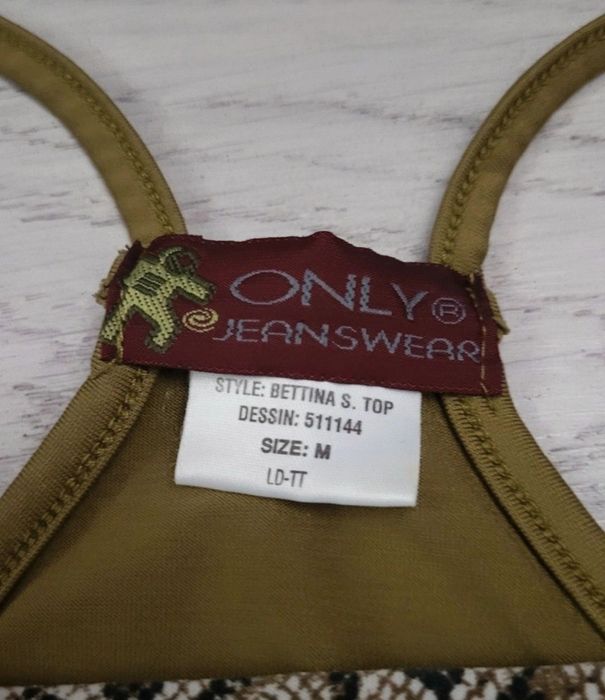 ONLY®
JEANSWEAR
STYLE: BETTINA S. TOP
DESSIN: 511144
SIZE: M
LD-TT